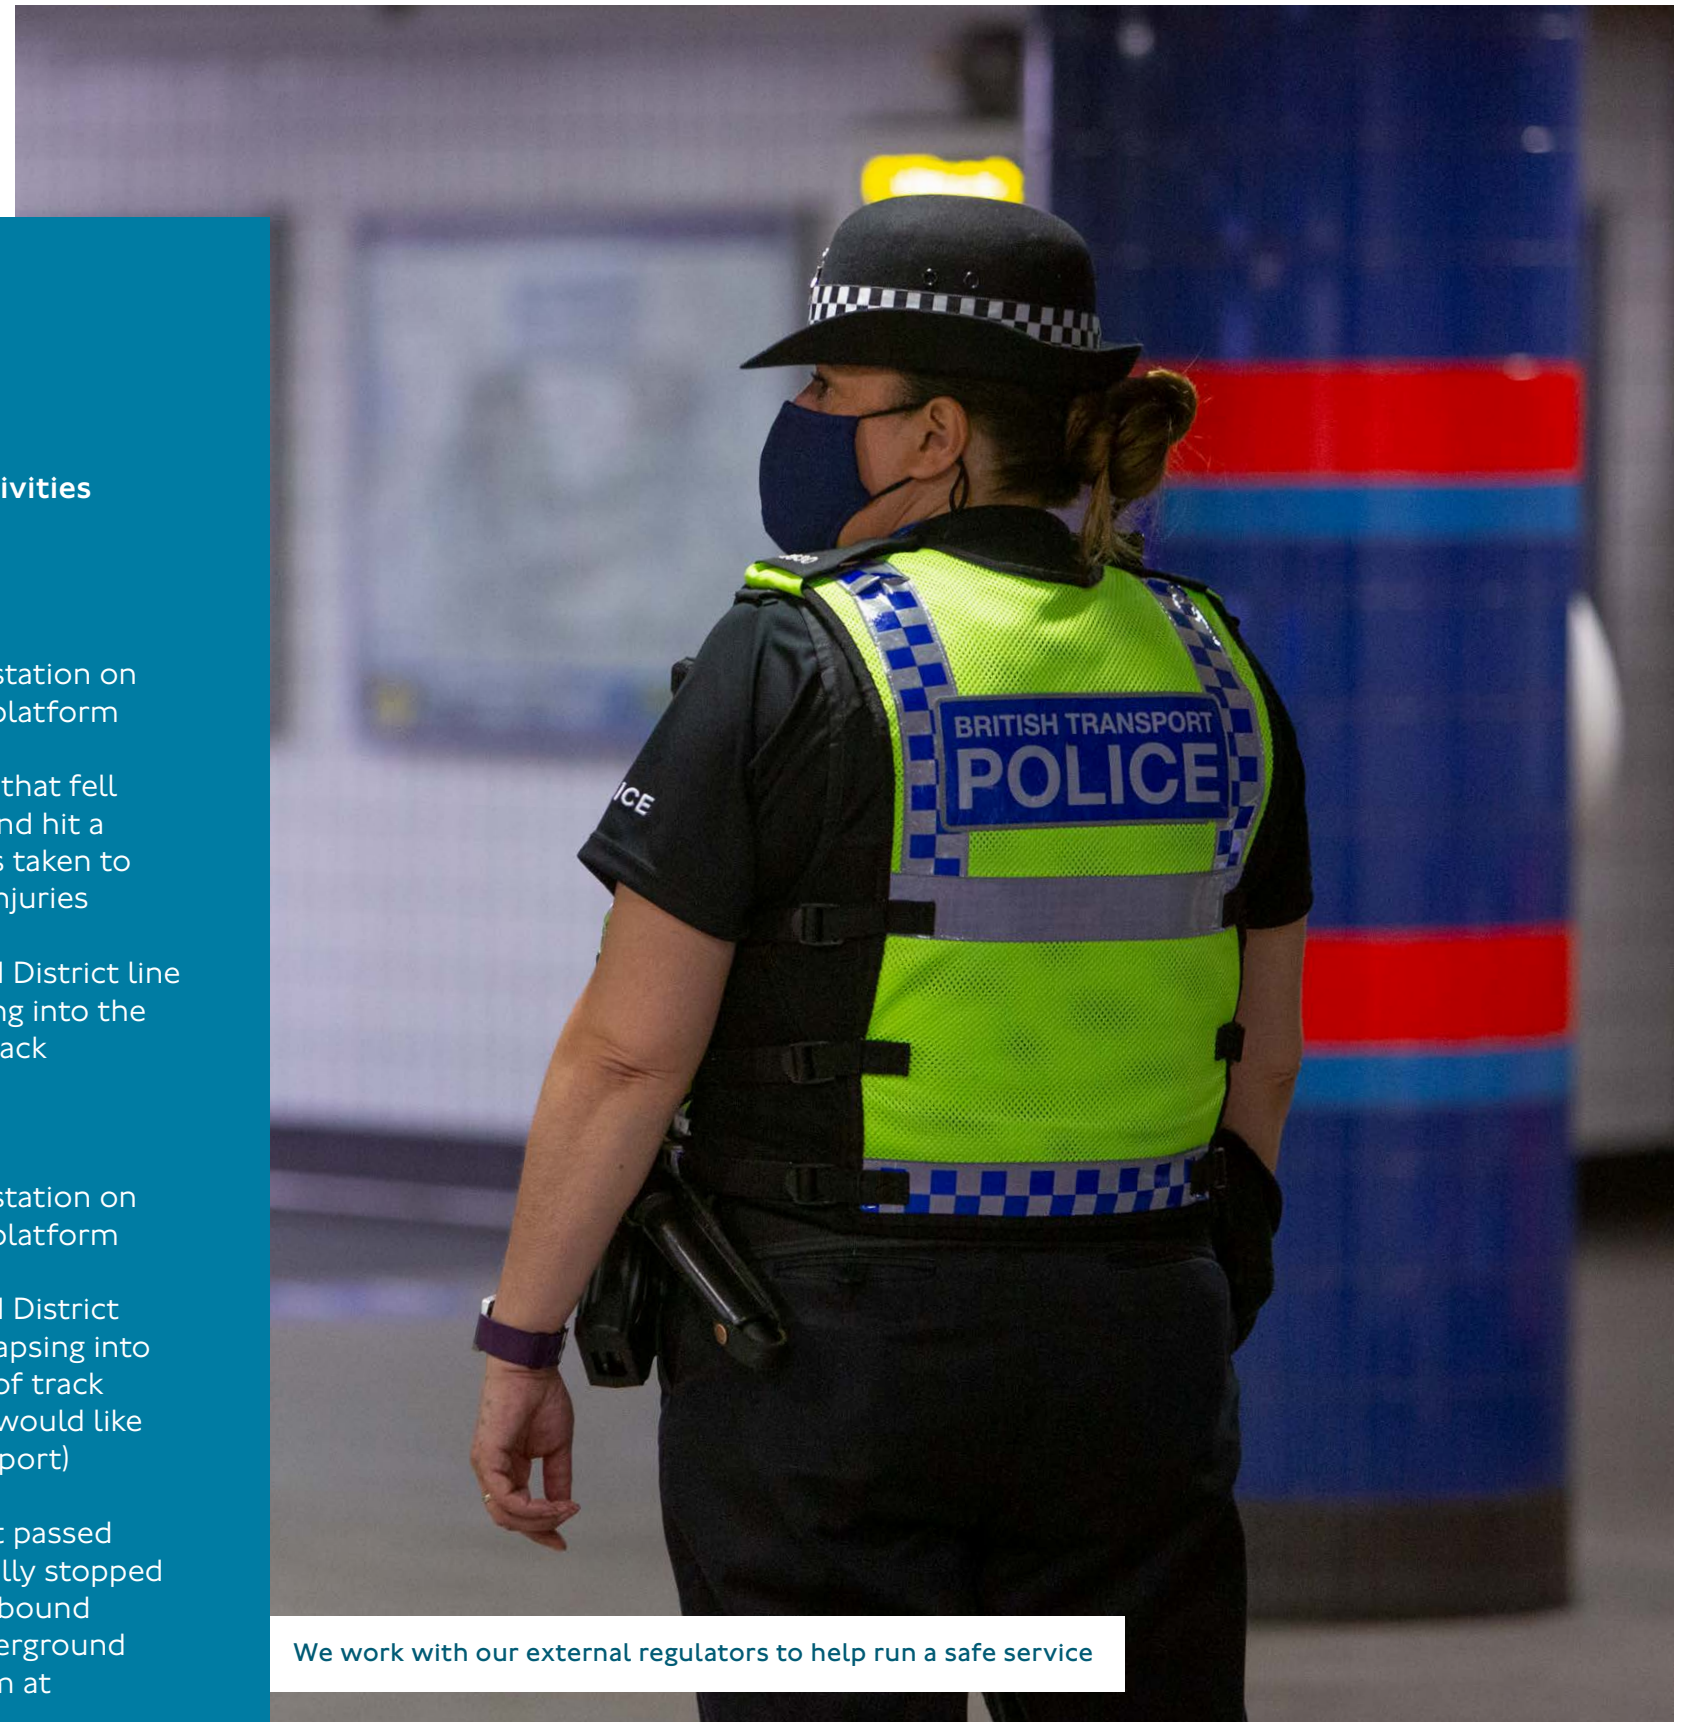 ivities
station on
platform
that fell
nd hit a
s taken to
njuries
d District line
ng into the
ack
station on
platform
d District
apsing into
of track
would like
port)
t passed
lly stopped
bound
erground
n at
BRITISH TRANSPORT
POLICE
ICE
We work with our external regulators to help run a safe service